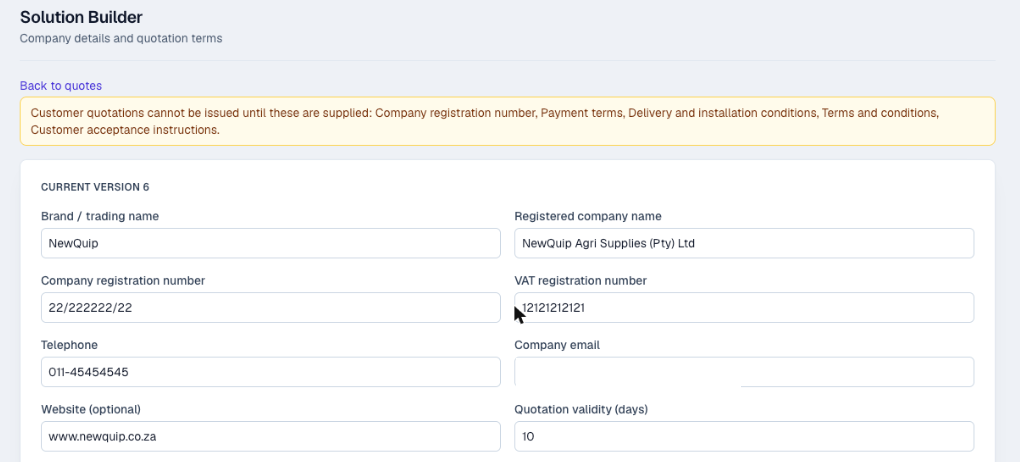 Solution Builder
Company details and quotation terms
Back to quotes
Customer quotations cannot be issued until these are supplied: Company registration number, Payment terms, Delivery and installation conditions, Terms and conditions,
Customer acceptance instructions.
CURRENT VERSION 6
Brand / trading name
Registered company name
NewQuip
NewQuip Agri Supplies (Pty) Ltd
Company registration number
VAT registration number
22/222222/22
12121212121
Telephone
Company email
011-45454545
Website (optional)
Quotation validity (days)
www.newquip.co.za
10